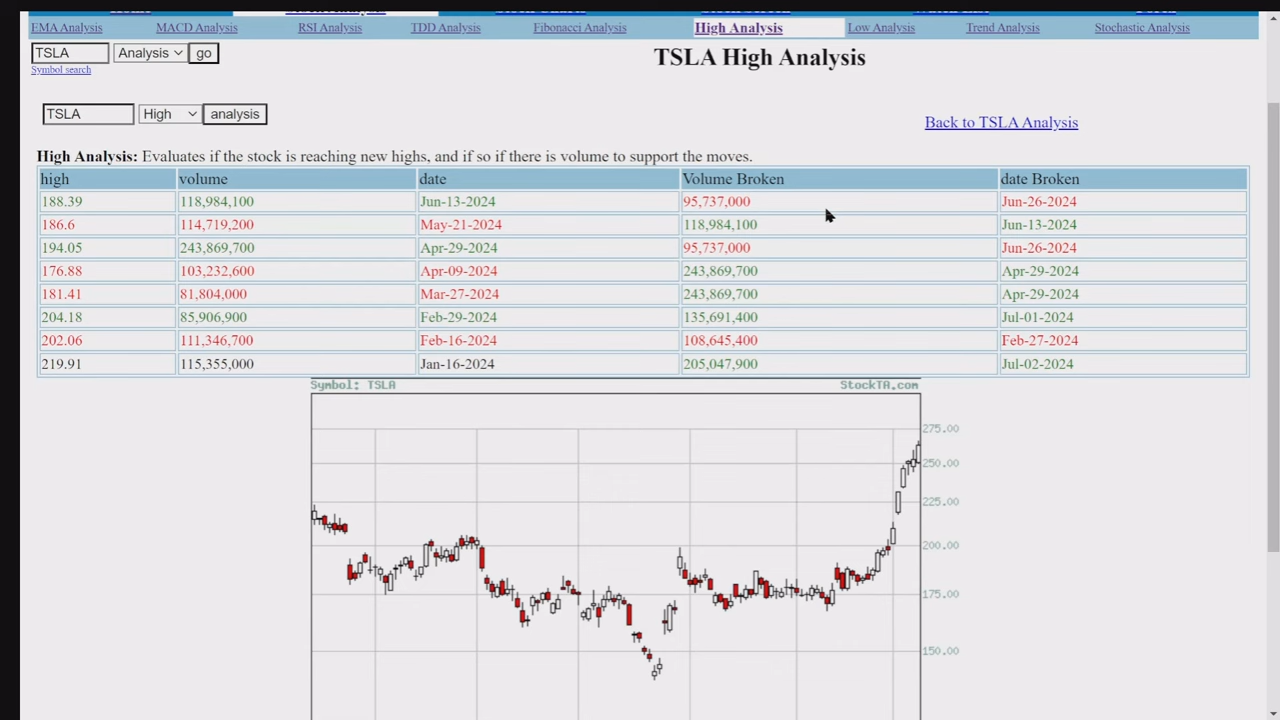 EMA Analysis MACD Analysis RSI Analysis TDD Analysis Fibonacci Analysis High Analysis Low Analysis Trend Analysis Stochastic Analysis
TSLA Analysis go
Symbol search
TSLA High Analysis
TSLA High analysis
Back to TSLA Analysis
High Analysis: Evaluates if the stock is reaching new highs, and if so if there is volume to support the moves.
high volume date Volume Broken date Broken
188.39 118,984,100 Jun-13-2024 95,737,000 Jun-26-2024
186.6 114,719,200 May-21-2024 118,984,100 Jun-13-2024
194.05 243,869,700 Apr-29-2024 95,737,000 Jun-26-2024
176.88 103,232,600 Apr-09-2024 243,869,700 Apr-29-2024
181.41 81,804,000 Mar-27-2024 243,869,700 Apr-29-2024
204.18 85,906,900 Feb-29-2024 135,691,400 Jul-01-2024
202.06 111,346,700 Feb-16-2024 108,645,400 Feb-27-2024
219.91 115,355,000 Jan-16-2024 205,047,900 Jul-02-2024
Symbol: TSLA StockTA.com
275.00
250.00
225.00
200.00
175.00
150.00